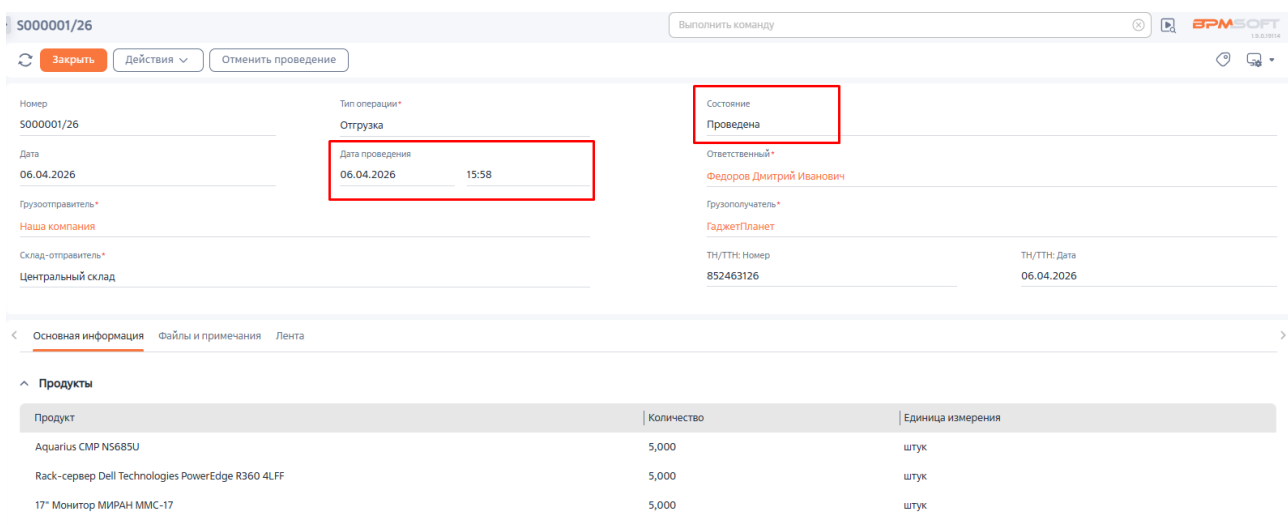 S000001/26
Выполнить команду
BPMSOFT
Закрыть
Действия
Отменить проведение
Номер
Тип операции*
Состояние
S000001/26
Отгрузка
Проведена
Дата
Дата проведения
Ответственный*
06.04.2026
06.04.2026
15:58
Федоров Дмитрий Иванович
Грузоотправитель*
Грузополучатель*
Наша компания
ГаджетПланет
Склад-отправитель*
ТН/ТТН: Номер
ТН/ТТН: Дата
Центральный склад
852463126
06.04.2026
Основная информация
Файлы и примечания
Лента
Продукты
Продукт
Количество
Единица измерения
Aquarius CMP NS685U
5,000
штук
Rack-сервер Dell Technologies PowerEdge R360 4LFF
5,000
штук
17" Монитор МИРАН ММС-17
5,000
штук